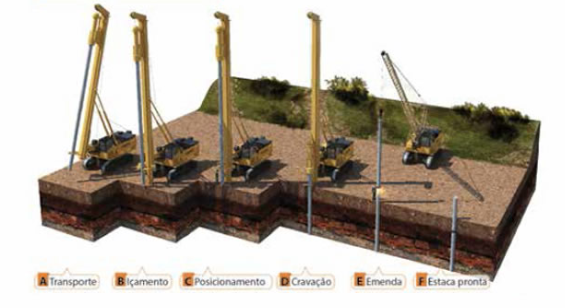 A Transporte
B Içamento
C Posicionamento
D Cravação
E Emenda
F Estaca pronta